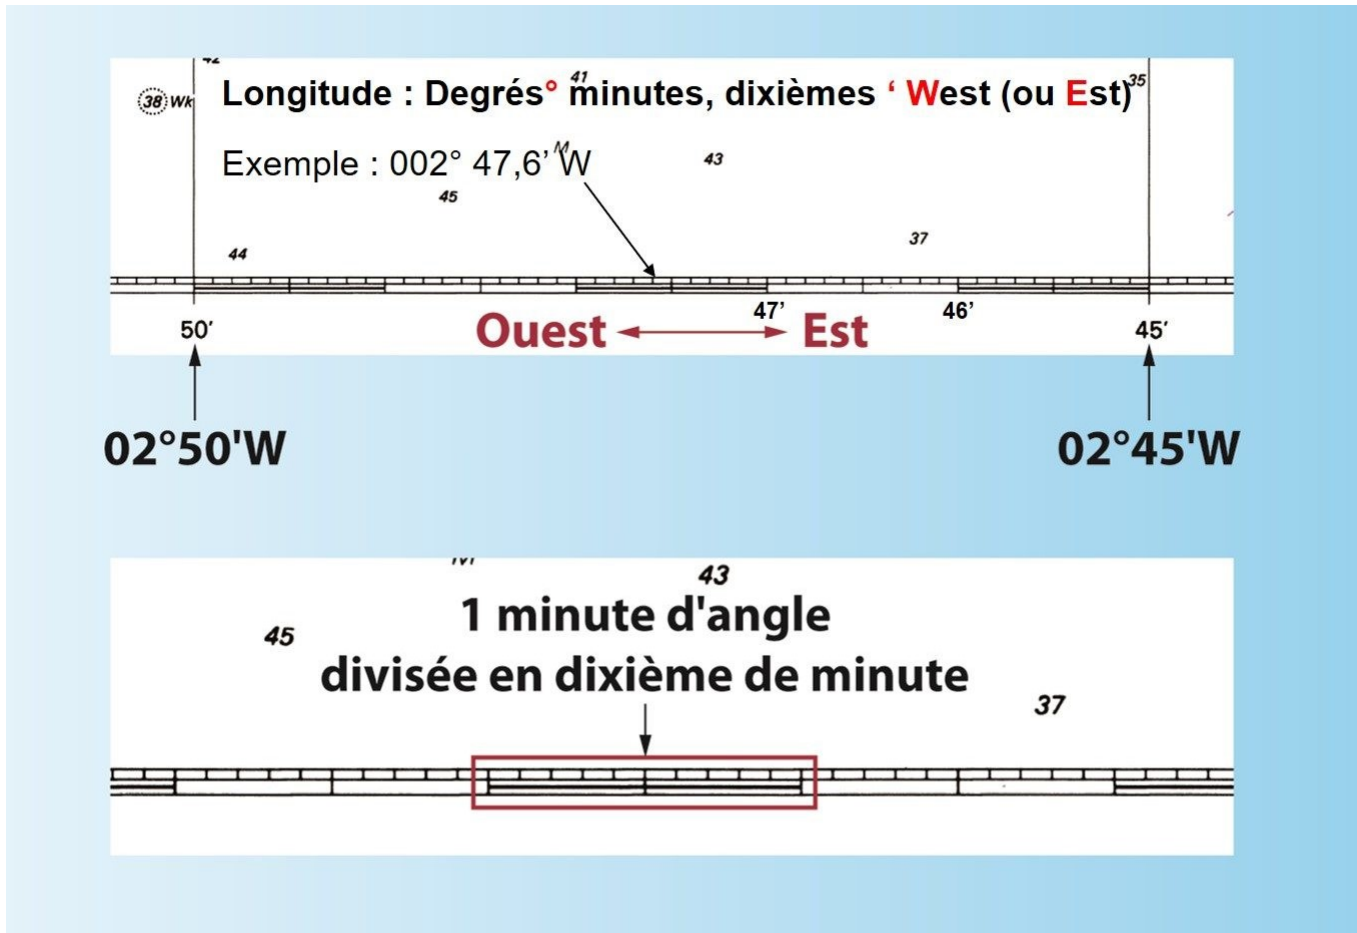 42
41
35
38 Wk
Longitude : Degrés° minutes, dixièmes ‘ West (ou Est)
Exemple : 002° 47,6’ W
M
43
45
37
44
47’
46’
50′
Ouest
Est
45′
02°50'W
02°45'W
43
1 minute d'angle
45
divisée en dixième de minute
37